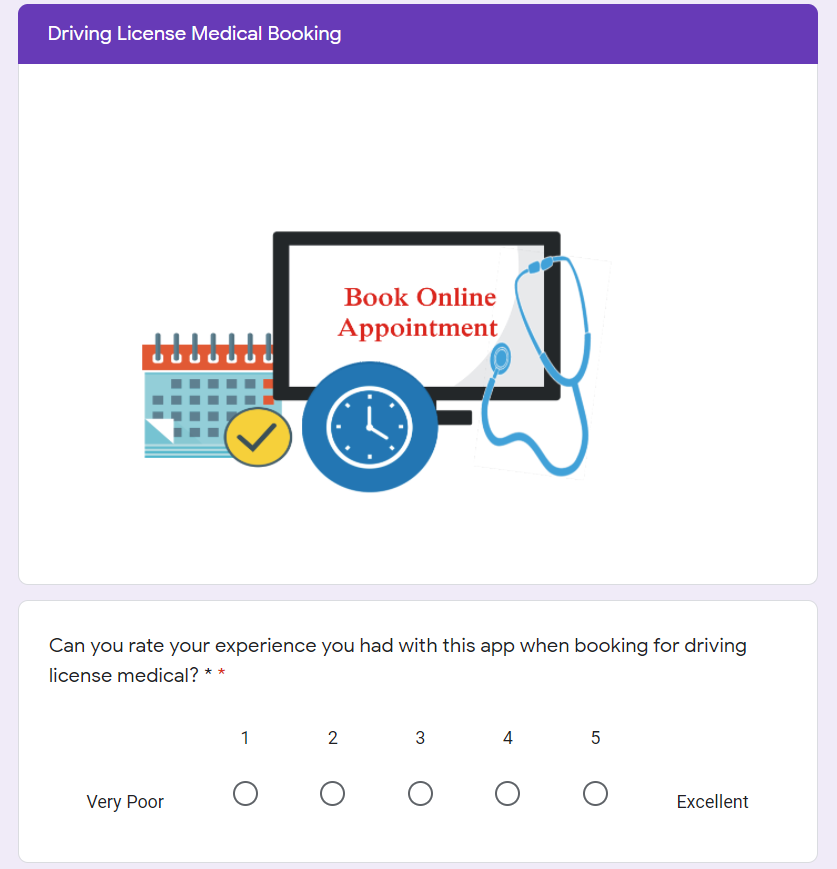 Driving License Medical Booking
Book Online
Appointment
Can you rate your experience you had with this app when booking for driving
license medical? * *
1 2 3 4 5
Very Poor Excellent